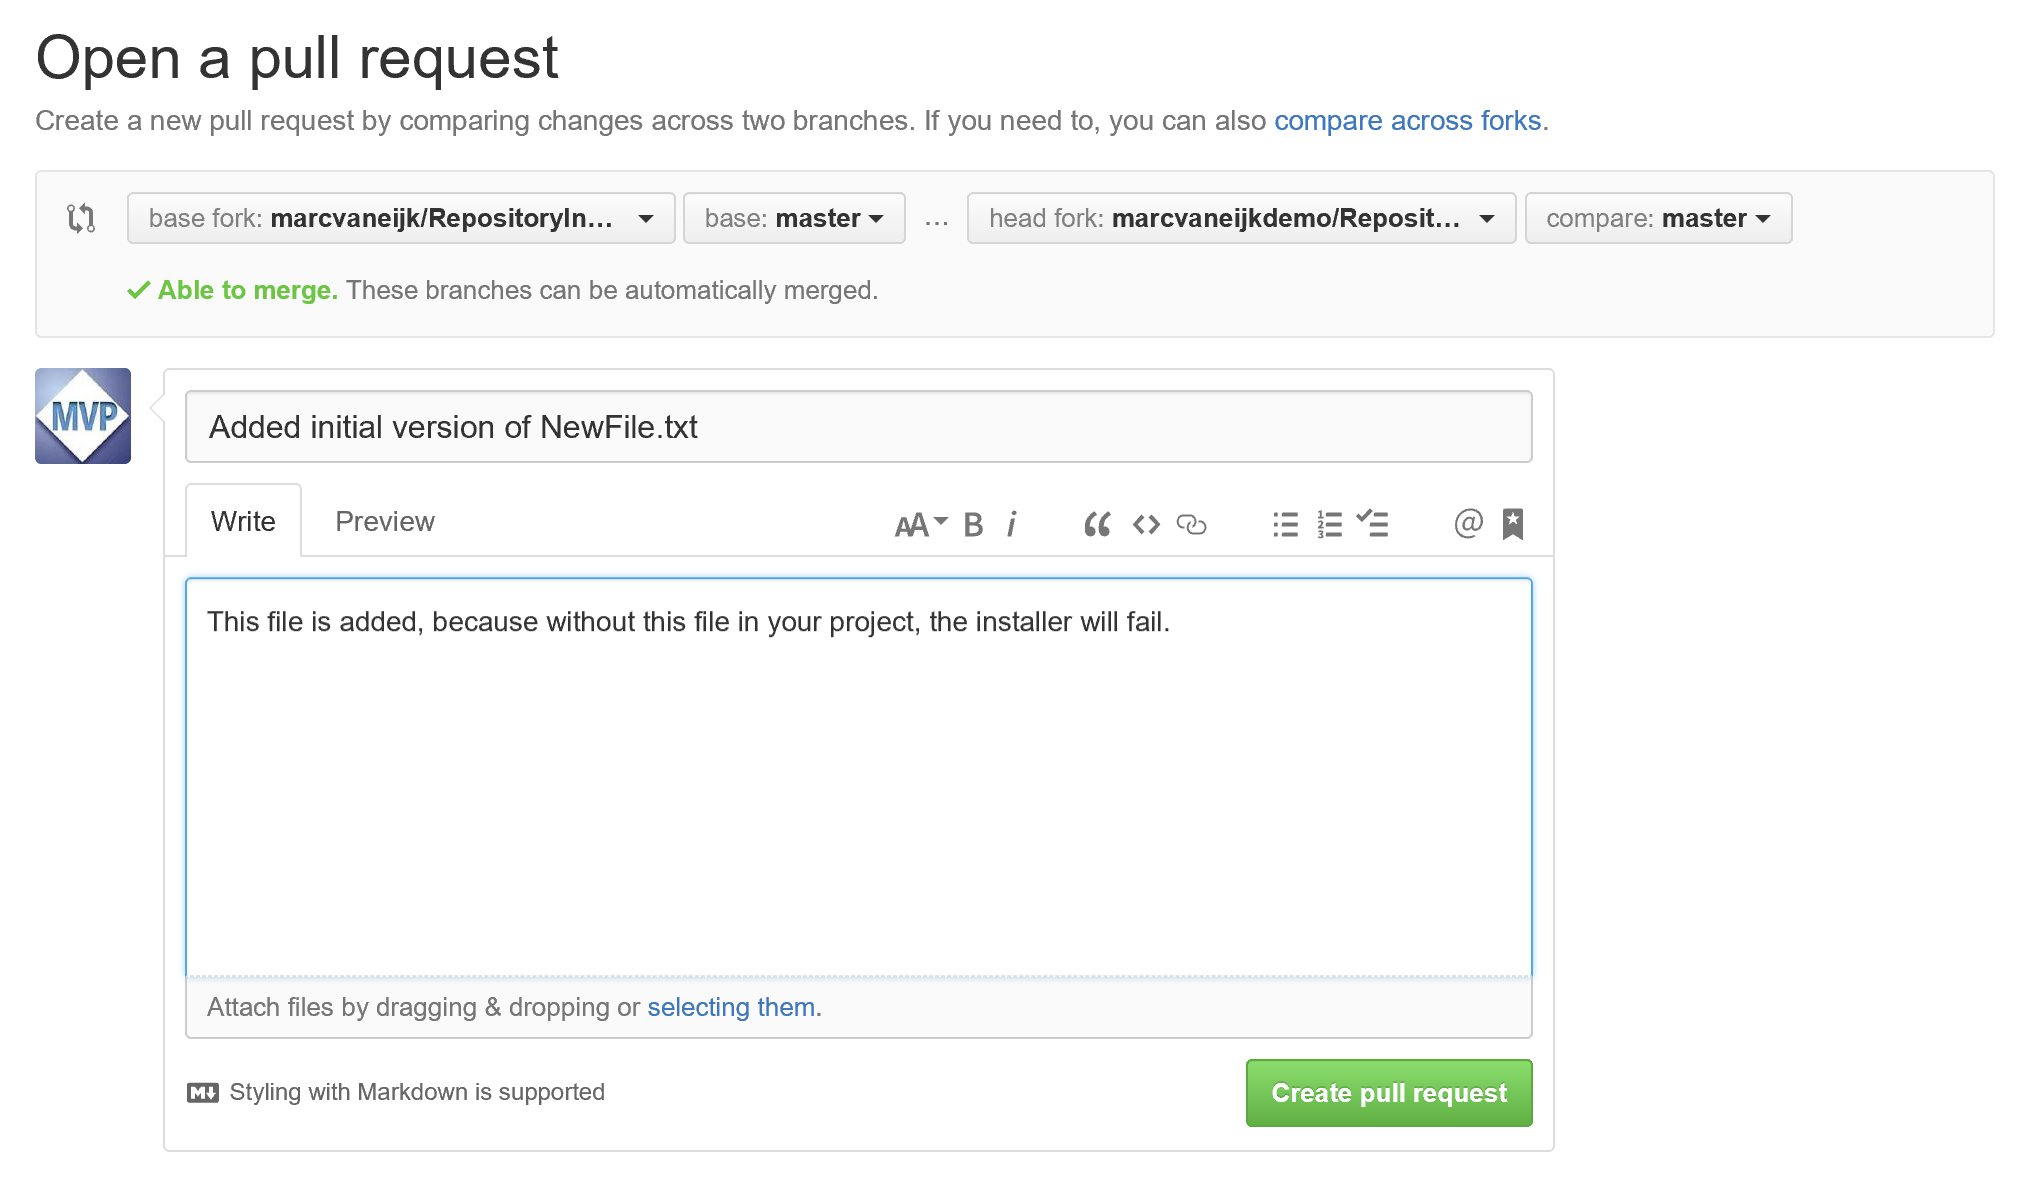 Open a pull request
Create a new pull request by comparing changes across two branches. If you need to, you can also compare across forks.
base fork: marcvaneijk/RepositoryIn... base: master ... head fork: marcvaneijkdemo/Reposit... compare: master
Able to merge. These branches can be automatically merged.
MVP
Added initial version of NewFile.txt
Write Preview AA B i “ <> 1 2 3 @
This file is added, because without this file in your project, the installer will fail.
Attach files by dragging & dropping or selecting them.
M Styling with Markdown is supported
Create pull request